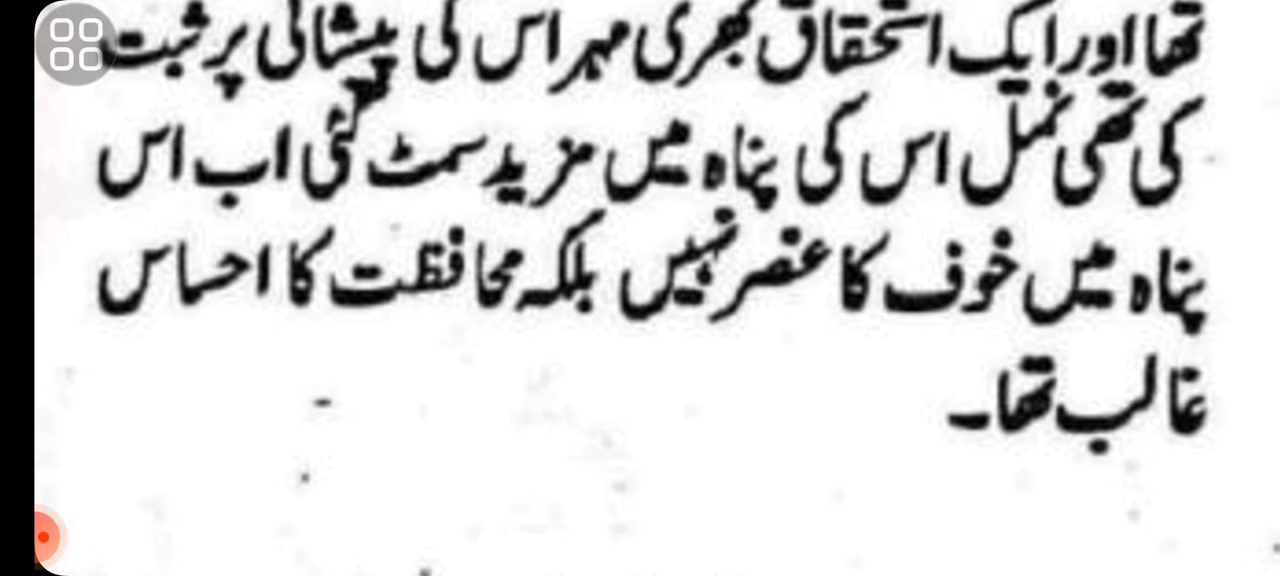 تھا اور ایک استحقاق بھری مہر اس کی پیشانی پر ثبت
کی تھی نمل اس کی پناہ میں مزید سمٹ گئی اب اس
پناہ میں خوف کا عنصر نہیں بلکہ محافظت کا احساس
غالب تھا۔